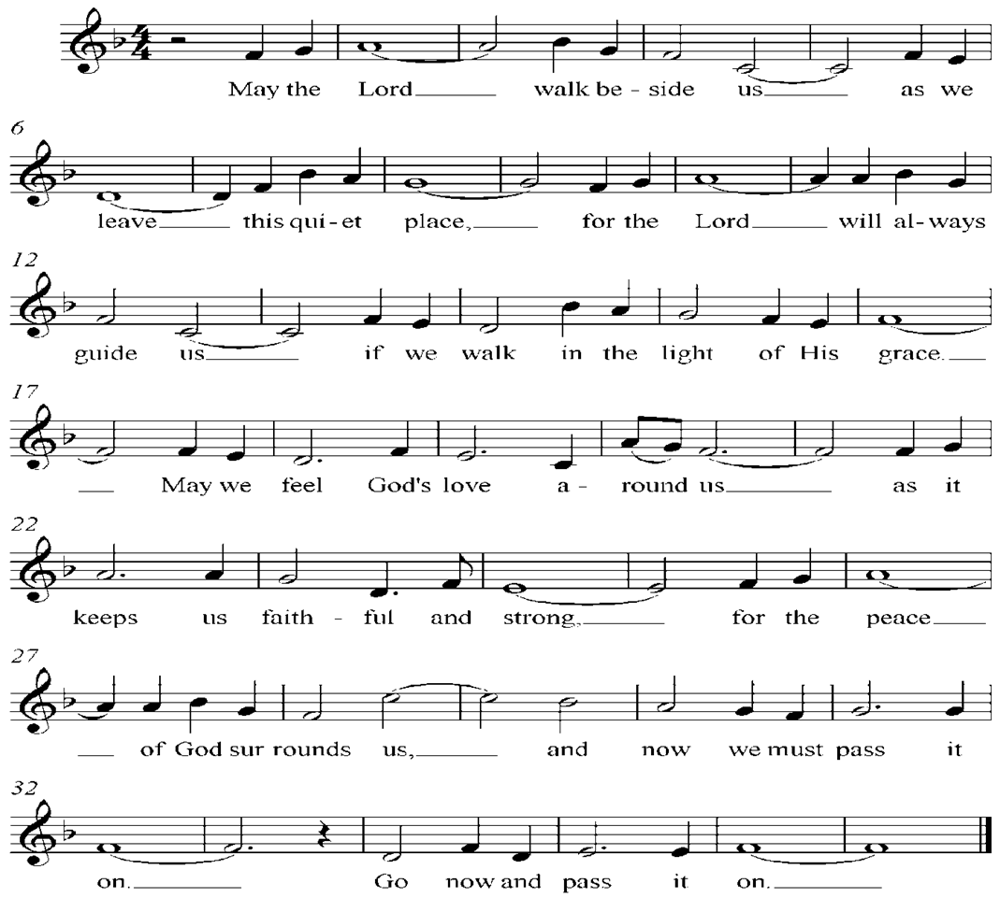 May the Lord walk be - side us as we
6
leave this qui - et place, for the Lord will al - ways
12
guide us if we walk in the light of His grace.
17
May we feel God's love a - round us as it
22
keeps us faith - ful and strong, for the peace
27
of God sur rounds us, and now we must pass it
32
on. Go now and pass it on.